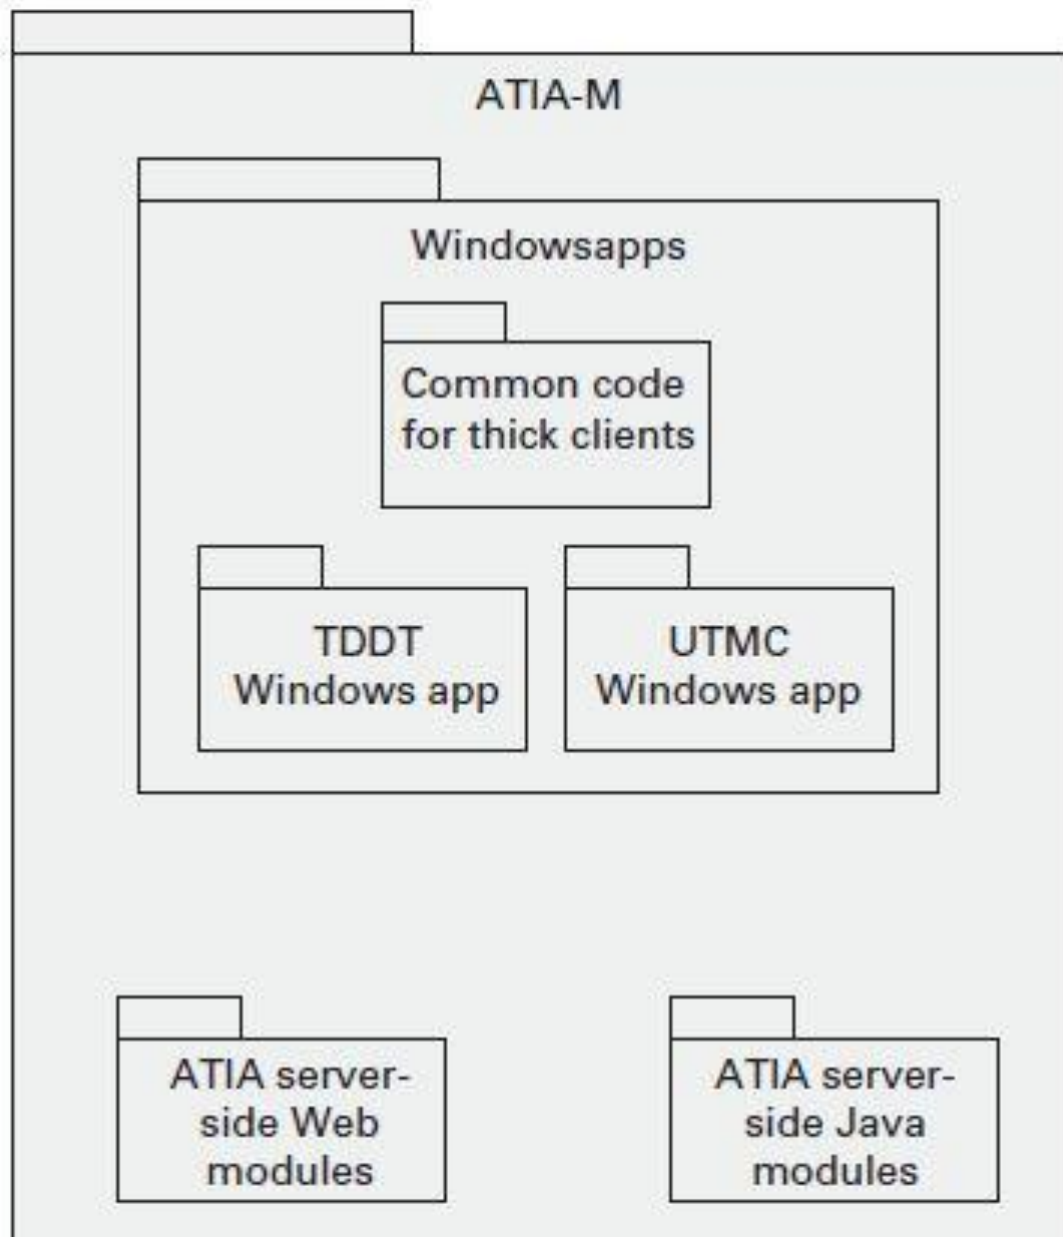 ATIA-M
Windowsapps
Common code
for thick clients
TDDT
Windows app
UTMC
Windows app
ATIA server-
side Web
modules
ATIA server-
side Java
modules